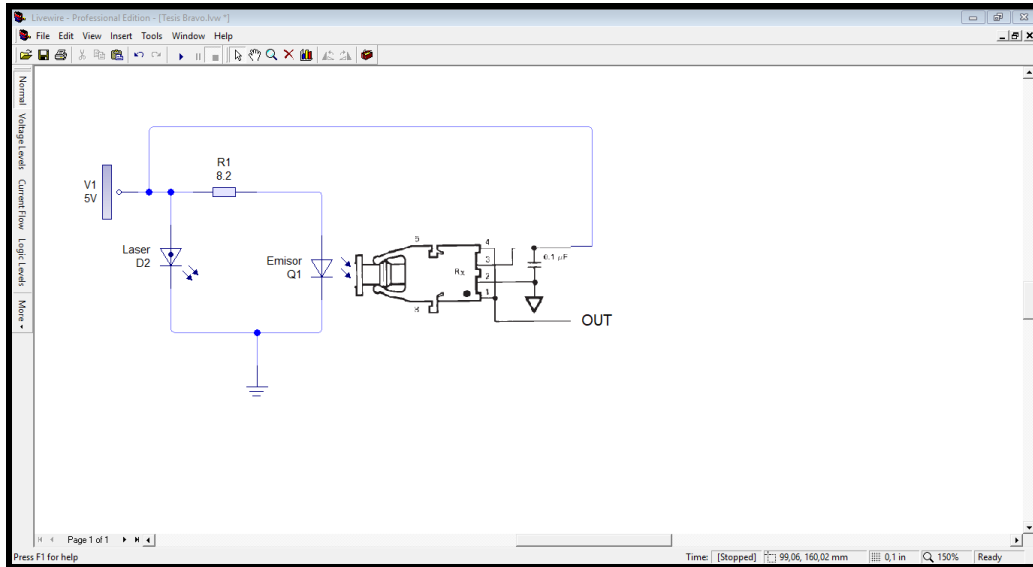 Livewire - Professional Edition - [Tesis Bravo.lvw *]
File Edit View Insert Tools Window Help
Normal
Voltage Levels
Current Flow
Logic Levels
More
R1
8.2
V1
5V
Laser
D2
Emisor
Q1
5
8
Rx
4
3
2
1
0.1 µF
OUT
Page 1 of 1
Press F1 for help
Time: [Stopped] 99,06, 160,02 mm 0,1 in 150% Ready